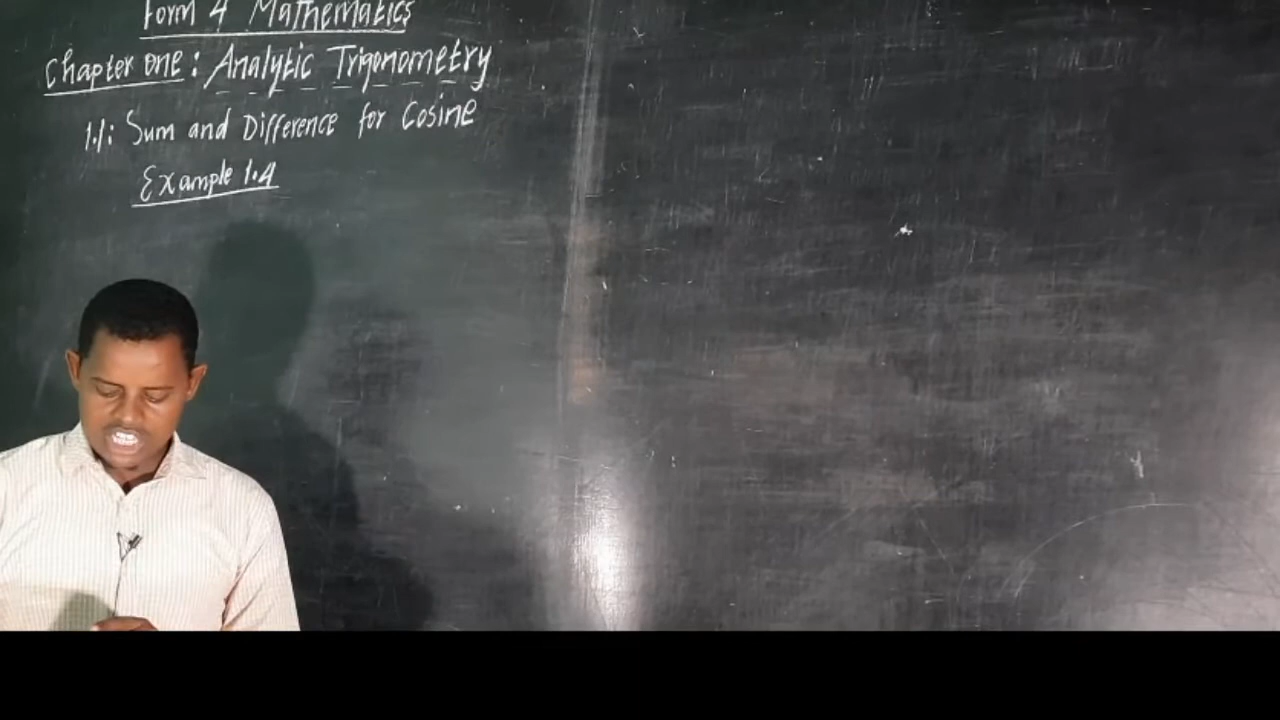 Form 4 Mathematics
Chapter one: Analytic Trigonometry
1.1: Sum and Difference for Cosine
Example 1.4